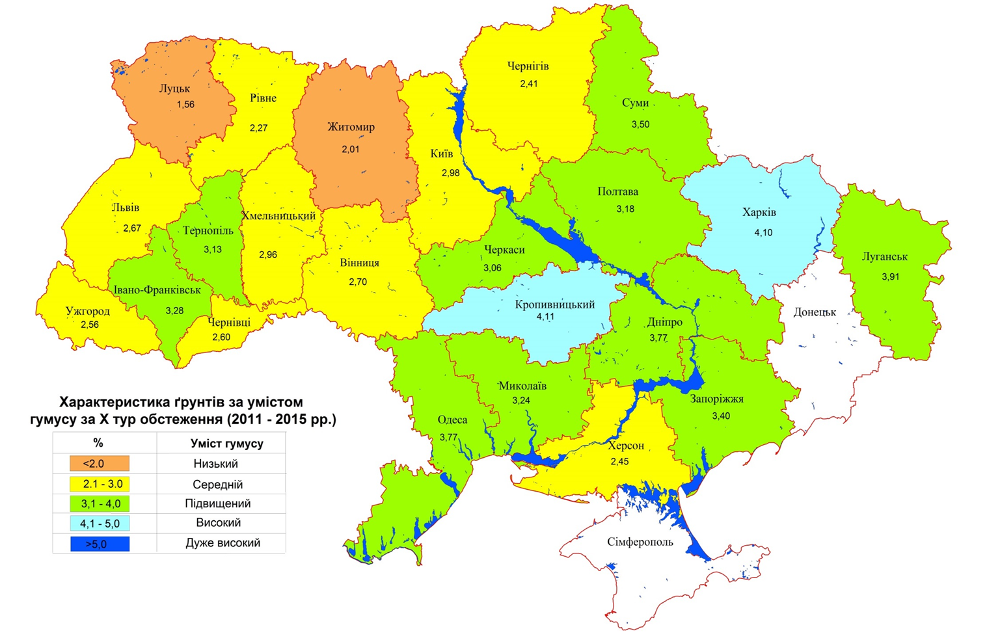 Чернігів
2,41
Луцьк
1,56
Рівне
2,27
Суми
3,50
Житомир
2,01
Київ
2,98
Полтава
3,18
Львів
2,67
Хмельницький
2,96
Харків
4,10
Тернопіль
3,13
Черкаси
3,06
Вінниця
2,70
Луганськ
3,91
Івано-Франківськ
3,28
Кропивницький
4,11
Ужгород
2,56
Чернівці
2,60
Донецьк
Дніпро
3,77
Миколаїв
3,24
Запоріжжя
3,40
Одеса
3,77
Херсон
2,45
Сімферополь
Характеристика ґрунтів за умістом
гумусу за X тур обстеження (2011 - 2015 рр.)
% Уміст гумусу
<2.0 Низький
2.1 - 3.0 Середній
3,1 - 4,0 Підвищений
4,1 - 5,0 Високий
>5,0 Дуже високий